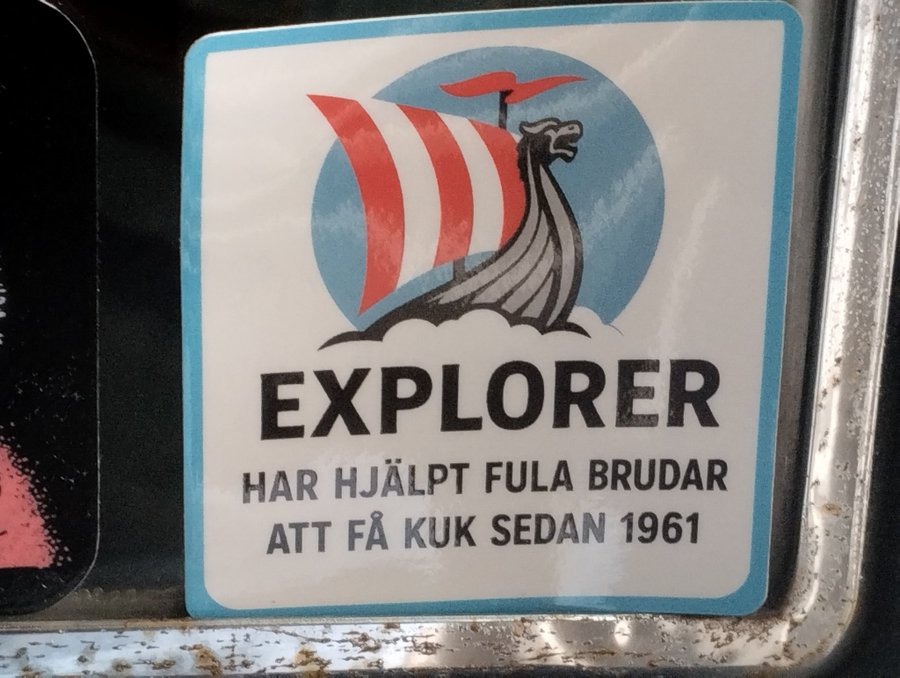 EXPLORER
HAR HJÄLPT FULA BRUDAR
ATT FÅ KUK SEDAN 1961